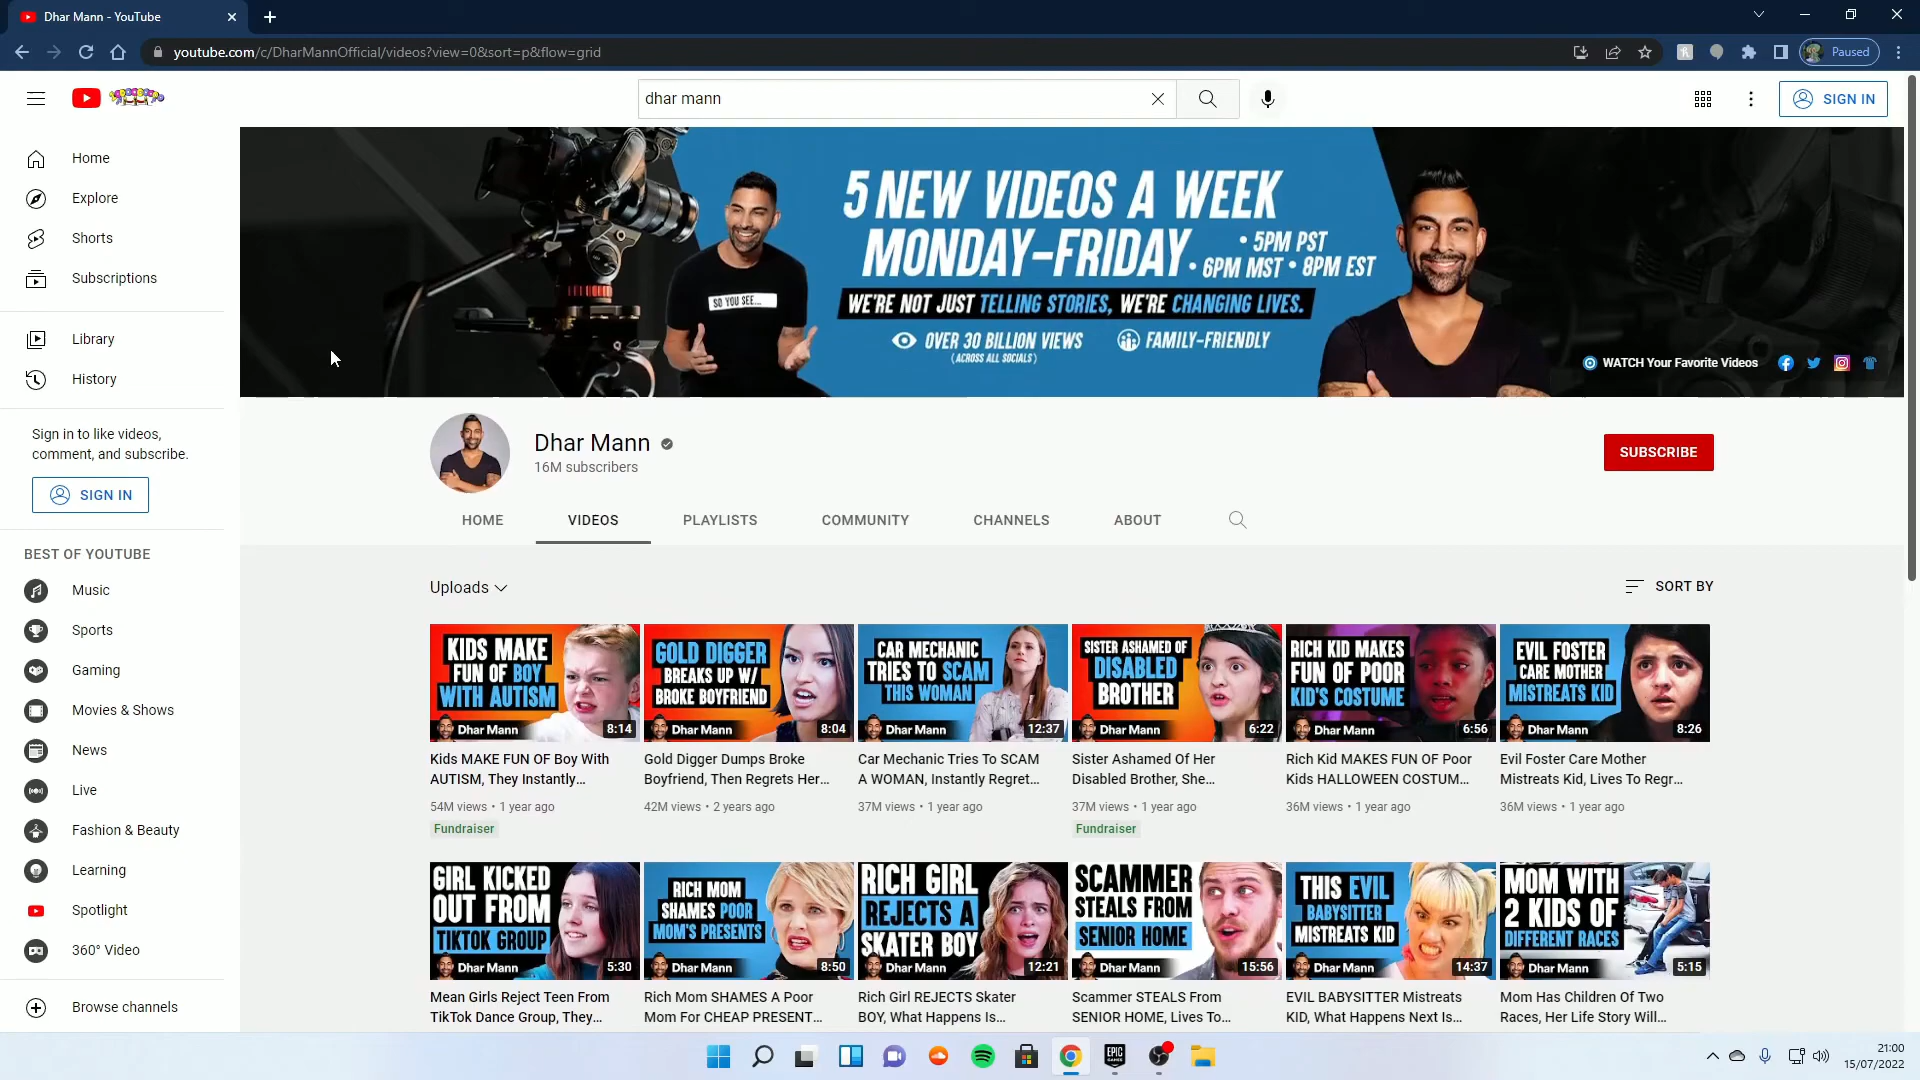 Dhar Mann - YouTube
youtube.com/c/DharMannOfficial/videos?view=0&sort=p&flow=grid
Paused
dhar mann
SIGN IN
Home
Explore
Shorts
Subscriptions
Library
History
Sign in to like videos,
comment, and subscribe.
SIGN IN
BEST OF YOUTUBE
Music
Sports
Gaming
Movies & Shows
News
Live
Fashion & Beauty
Learning
Spotlight
360° Video
Browse channels
5 NEW VIDEOS A WEEK
MONDAY-FRIDAY • 5PM PST
• 6PM MST • 8PM EST
SO YOU SEE...
WE'RE NOT JUST TELLING STORIES, WE'RE CHANGING LIVES.
OVER 30 BILLION VIEWS
(ACROSS ALL SOCIALS)
FAMILY-FRIENDLY
WATCH Your Favorite Videos
Dhar Mann
16M subscribers
SUBSCRIBE
HOME VIDEOS PLAYLISTS COMMUNITY CHANNELS ABOUT
Uploads
SORT BY
KIDS MAKE
FUN OF BOY
WITH AUTISM
Dhar Mann
8:14
Kids MAKE FUN OF Boy With
AUTISM, They Instantly...
54M views • 1 year ago
Fundraiser
GOLD DIGGER
BREAKS UP W/
BROKE BOYFRIEND
Dhar Mann
8:04
Gold Digger Dumps Broke
Boyfriend, Then Regrets Her...
42M views • 2 years ago
CAR MECHANIC
TRIES TO SCAM
THIS WOMAN
Dhar Mann
12:37
Car Mechanic Tries To SCAM
A WOMAN, Instantly Regret...
37M views • 1 year ago
SISTER ASHAMED OF
DISABLED
BROTHER
Dhar Mann
6:22
Sister Ashamed Of Her
Disabled Brother, She...
37M views • 1 year ago
Fundraiser
RICH KID MAKES
FUN OF POOR
KID'S COSTUME
Dhar Mann
6:56
Rich Kid MAKES FUN OF Poor
Kids HALLOWEEN COSTUM...
36M views • 1 year ago
EVIL FOSTER
CARE MOTHER
MISTREATS KID
Dhar Mann
8:26
Evil Foster Care Mother
Mistreats Kid, Lives To Regr...
36M views • 1 year ago
GIRL KICKED
OUT FROM
TIKTOK GROUP
Dhar Mann
5:30
Mean Girls Reject Teen From
TikTok Dance Group, They...
RICH MOM
SHAMES POOR
MOM'S PRESENTS
Dhar Mann
8:50
Rich Mom SHAMES A Poor
Mom For CHEAP PRESENT...
RICH GIRL
REJECTS A
SKATER BOY
Dhar Mann
12:21
Rich Girl REJECTS Skater
BOY, What Happens Is...
SCAMMER
STEALS FROM
SENIOR HOME
Dhar Mann
15:56
Scammer STEALS From
SENIOR HOME, Lives To...
THIS EVIL
BABYSITTER
MISTREATS KID
Dhar Mann
14:37
EVIL BABYSITTER Mistreats
KID, What Happens Next Is...
MOM WITH
2 KIDS OF
DIFFERENT RACES
Dhar Mann
5:15
Mom Has Children Of Two
Races, Her Life Story Will...
EPIC
GAMES
21:00
15/07/2022